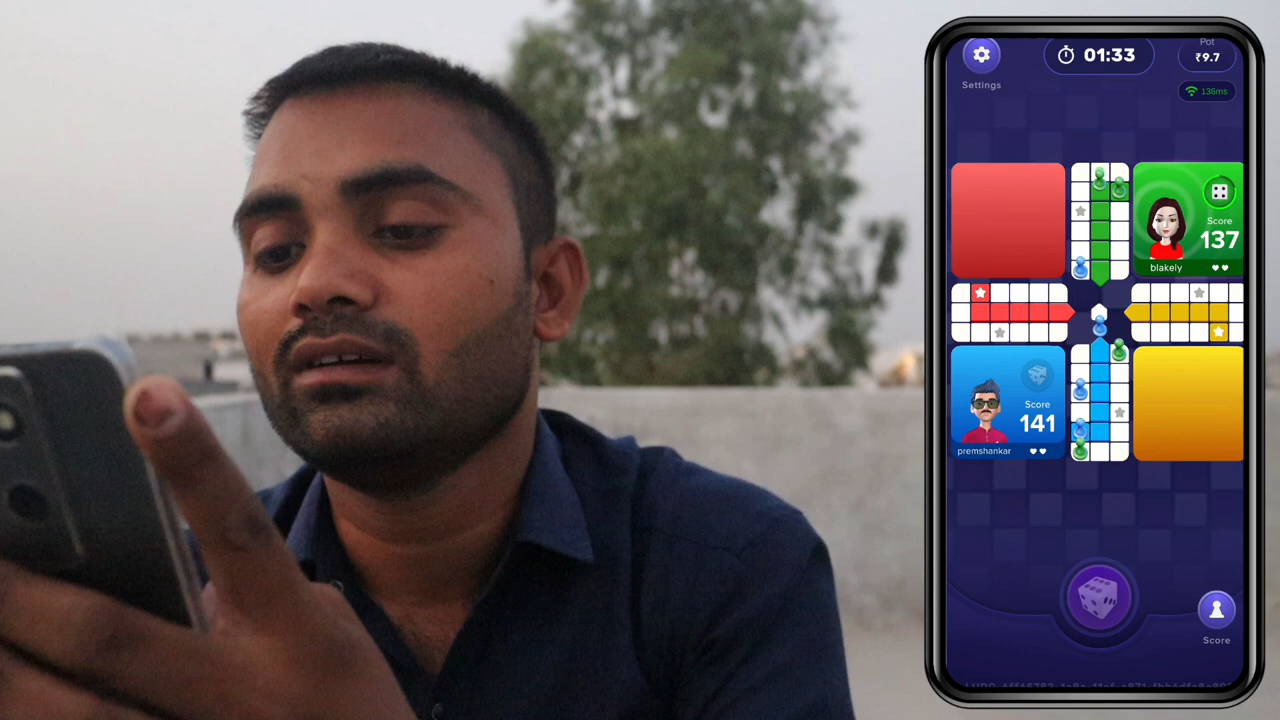 Settings
01:33
Pot
₹9.7
136ms
Score
137
blakely
Score
141
premshankar
Score